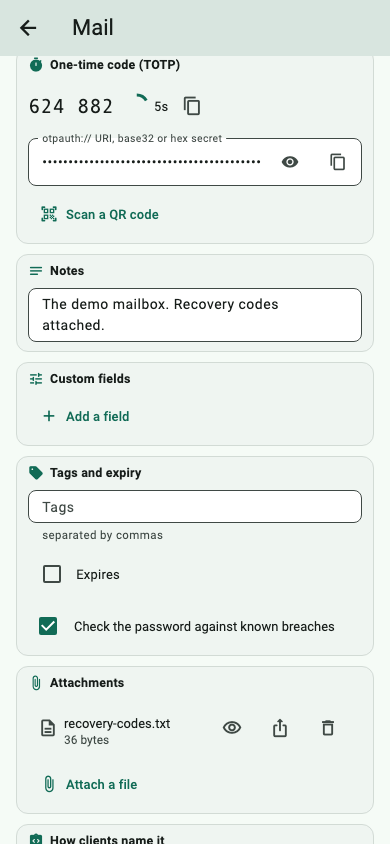 Mail
One-time code (TOTP)
624 882
5s
otpauth:// URI, base32 or hex secret
••••••••••••••••••••••••••••••••••••••••
Scan a QR code
Notes
The demo mailbox. Recovery codes
attached.
Custom fields
Add a field
Tags and expiry
Tags
separated by commas
Expires
Check the password against known breaches
Attachments
recovery-codes.txt
36 bytes
Attach a file
How clients name it